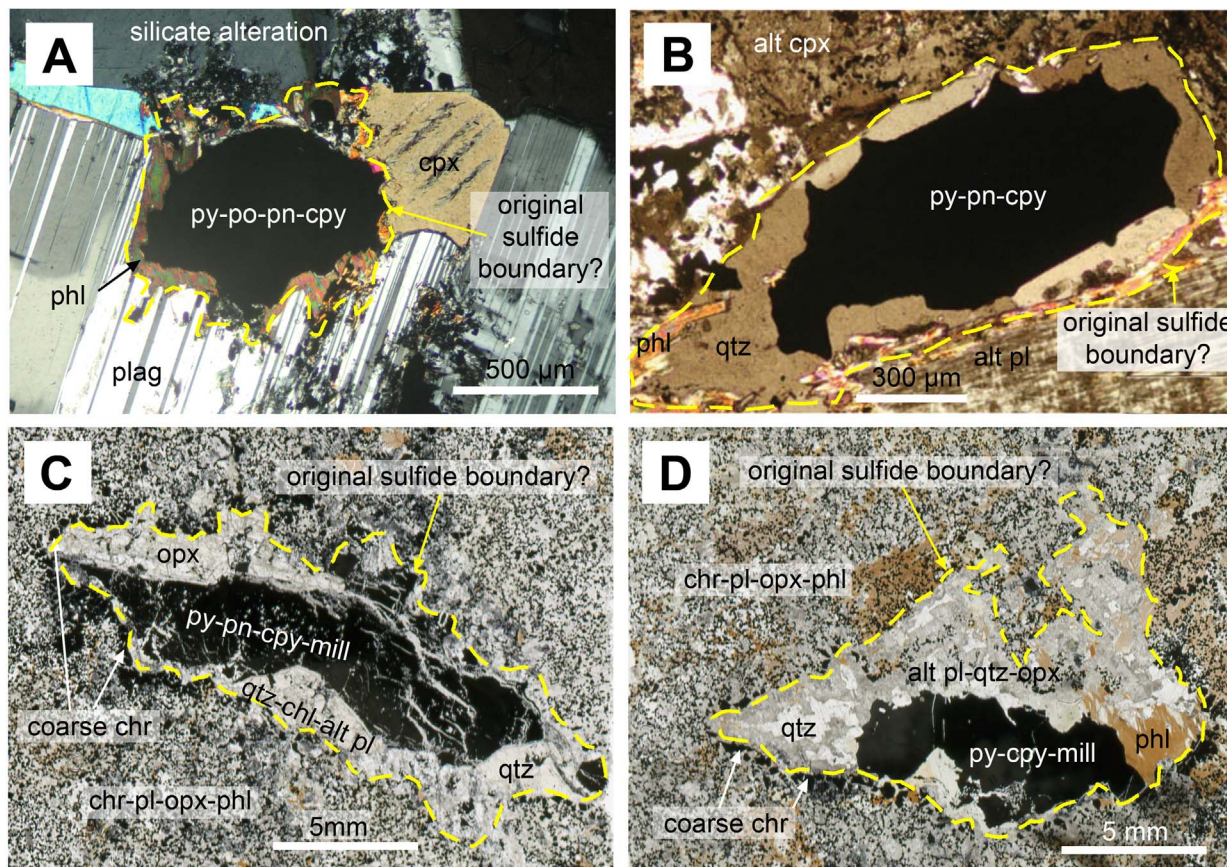 A
silicate alteration
cpx
py-po-pn-cpy
original
sulfide
boundary?
phl
plag
500 µm
B
alt cpx
py-pn-cpy
original sulfide
boundary?
phl
qtz
alt pl
300 µm
C
original sulfide boundary?
opx
py-pn-cpy-mill
qtz-chl-alt pl
coarse chr
qtz
chr-pl-opx-phl
5mm
D
original sulfide boundary?
chr-pl-opx-phl
alt pl-qtz-opx
qtz
py-cpy-mill
phl
coarse chr
5 mm